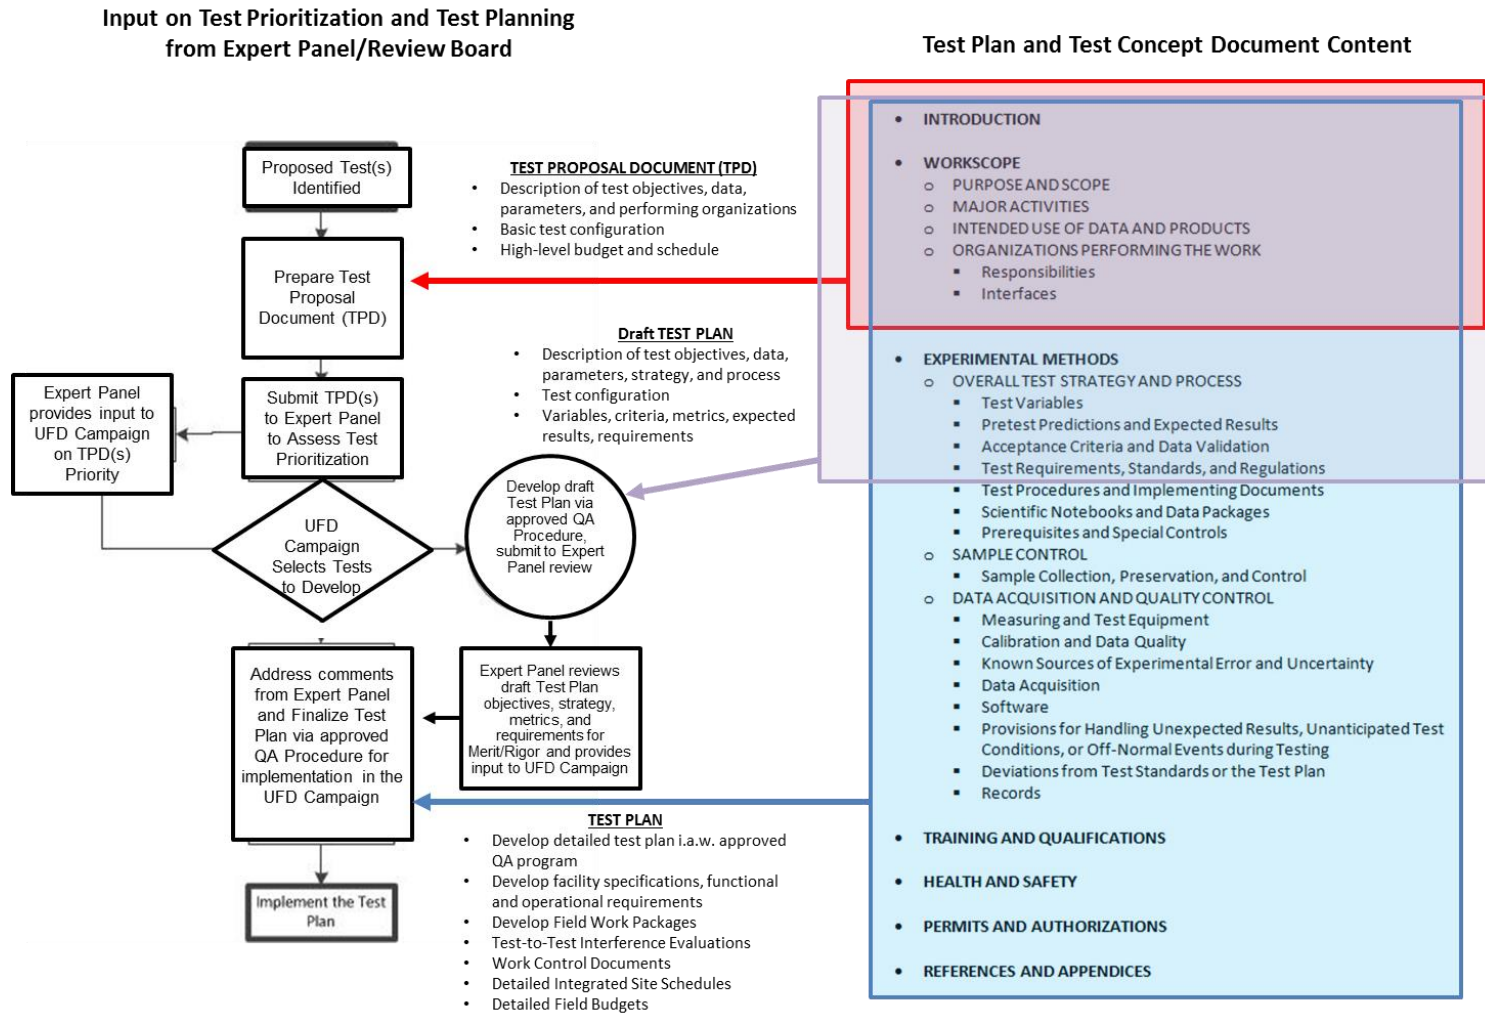 Input on Test Prioritization and Test Planning
from Expert Panel/Review Board
Test Plan and Test Concept Document Content
Proposed Test(s)
Identified
Prepare Test
Proposal
Document (TPD)
Submit TPD(s)
to Expert Panel
to Assess Test
Prioritization
Expert Panel
provides input to
UFD Campaign
on TPD(s)
Priority
UFD
Campaign
Selects Tests
to Develop
Develop draft
Test Plan via
approved QA
Procedure,
submit to Expert
Panel review
Expert Panel reviews
draft Test Plan
objectives, strategy,
metrics, and
requirements for
Merit/Rigor and provides
input to UFD Campaign
Address comments
from Expert Panel
and Finalize Test
Plan via approved
QA Procedure for
implementation in the
UFD Campaign
Implement the Test
Plan
TEST PROPOSAL DOCUMENT (TPD)
• Description of test objectives, data,
parameters, and performing organizations
• Basic test configuration
• High-level budget and schedule
Draft TEST PLAN
• Description of test objectives, data,
parameters, strategy, and process
• Test configuration
• Variables, criteria, metrics, expected
results, requirements
TEST PLAN
• Develop detailed test plan i.a.w. approved
QA program
• Develop facility specifications, functional
and operational requirements
• Develop Field Work Packages
• Test-to-Test Interference Evaluations
• Work Control Documents
• Detailed Integrated Site Schedules
• Detailed Field Budgets
• INTRODUCTION
• WORKSCOPE
o PURPOSE AND SCOPE
o MAJOR ACTIVITIES
o INTENDED USE OF DATA AND PRODUCTS
o ORGANIZATIONS PERFORMING THE WORK
▪ Responsibilities
▪ Interfaces
• EXPERIMENTAL METHODS
o OVERALL TEST STRATEGY AND PROCESS
▪ Test Variables
▪ Pretest Predictions and Expected Results
▪ Acceptance Criteria and Data Validation
▪ Test Requirements, Standards, and Regulations
▪ Test Procedures and Implementing Documents
▪ Scientific Notebooks and Data Packages
▪ Prerequisites and Special Controls
o SAMPLE CONTROL
▪ Sample Collection, Preservation, and Control
o DATA ACQUISITION AND QUALITY CONTROL
▪ Measuring and Test Equipment
▪ Calibration and Data Quality
▪ Known Sources of Experimental Error and Uncertainty
▪ Data Acquisition
▪ Software
▪ Provisions for Handling Unexpected Results, Unanticipated Test
Conditions, or Off-Normal Events during Testing
▪ Deviations from Test Standards or the Test Plan
▪ Records
• TRAINING AND QUALIFICATIONS
• HEALTH AND SAFETY
• PERMITS AND AUTHORIZATIONS
• REFERENCES AND APPENDICES